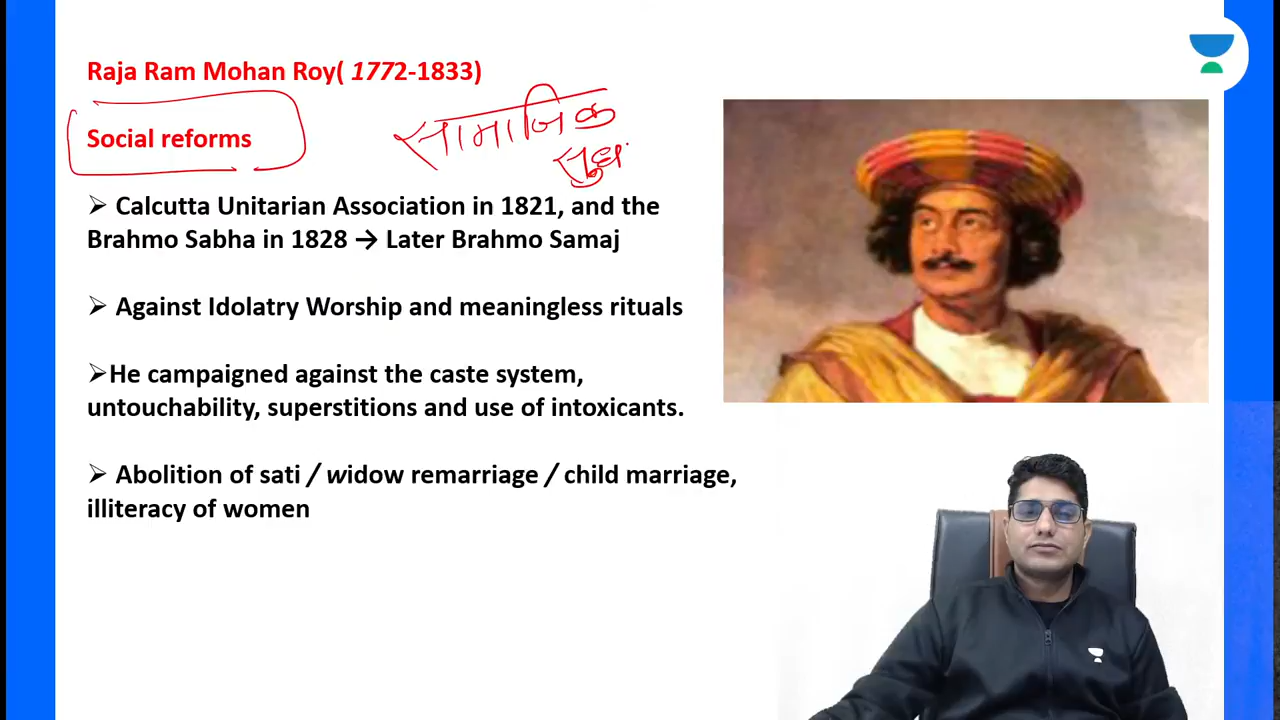 Raja Ram Mohan Roy( 1772-1833)
Social reforms
सामाजिक
सुधा
➢ Calcutta Unitarian Association in 1821, and the
Brahmo Sabha in 1828 → Later Brahmo Samaj
➢ Against Idolatry Worship and meaningless rituals
➢He campaigned against the caste system,
untouchability, superstitions and use of intoxicants.
➢ Abolition of sati / widow remarriage / child marriage,
illiteracy of women